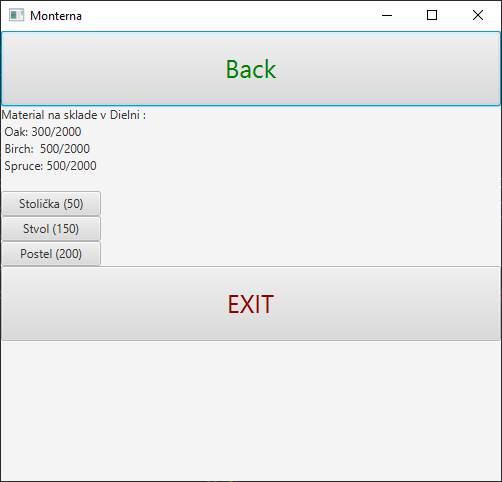 Monterna
Back
Material na sklade v Dielni :
Oak: 300/2000
Birch:  500/2000
Spruce: 500/2000
Stolička (50)
Stvol (150)
Postel (200)
EXIT